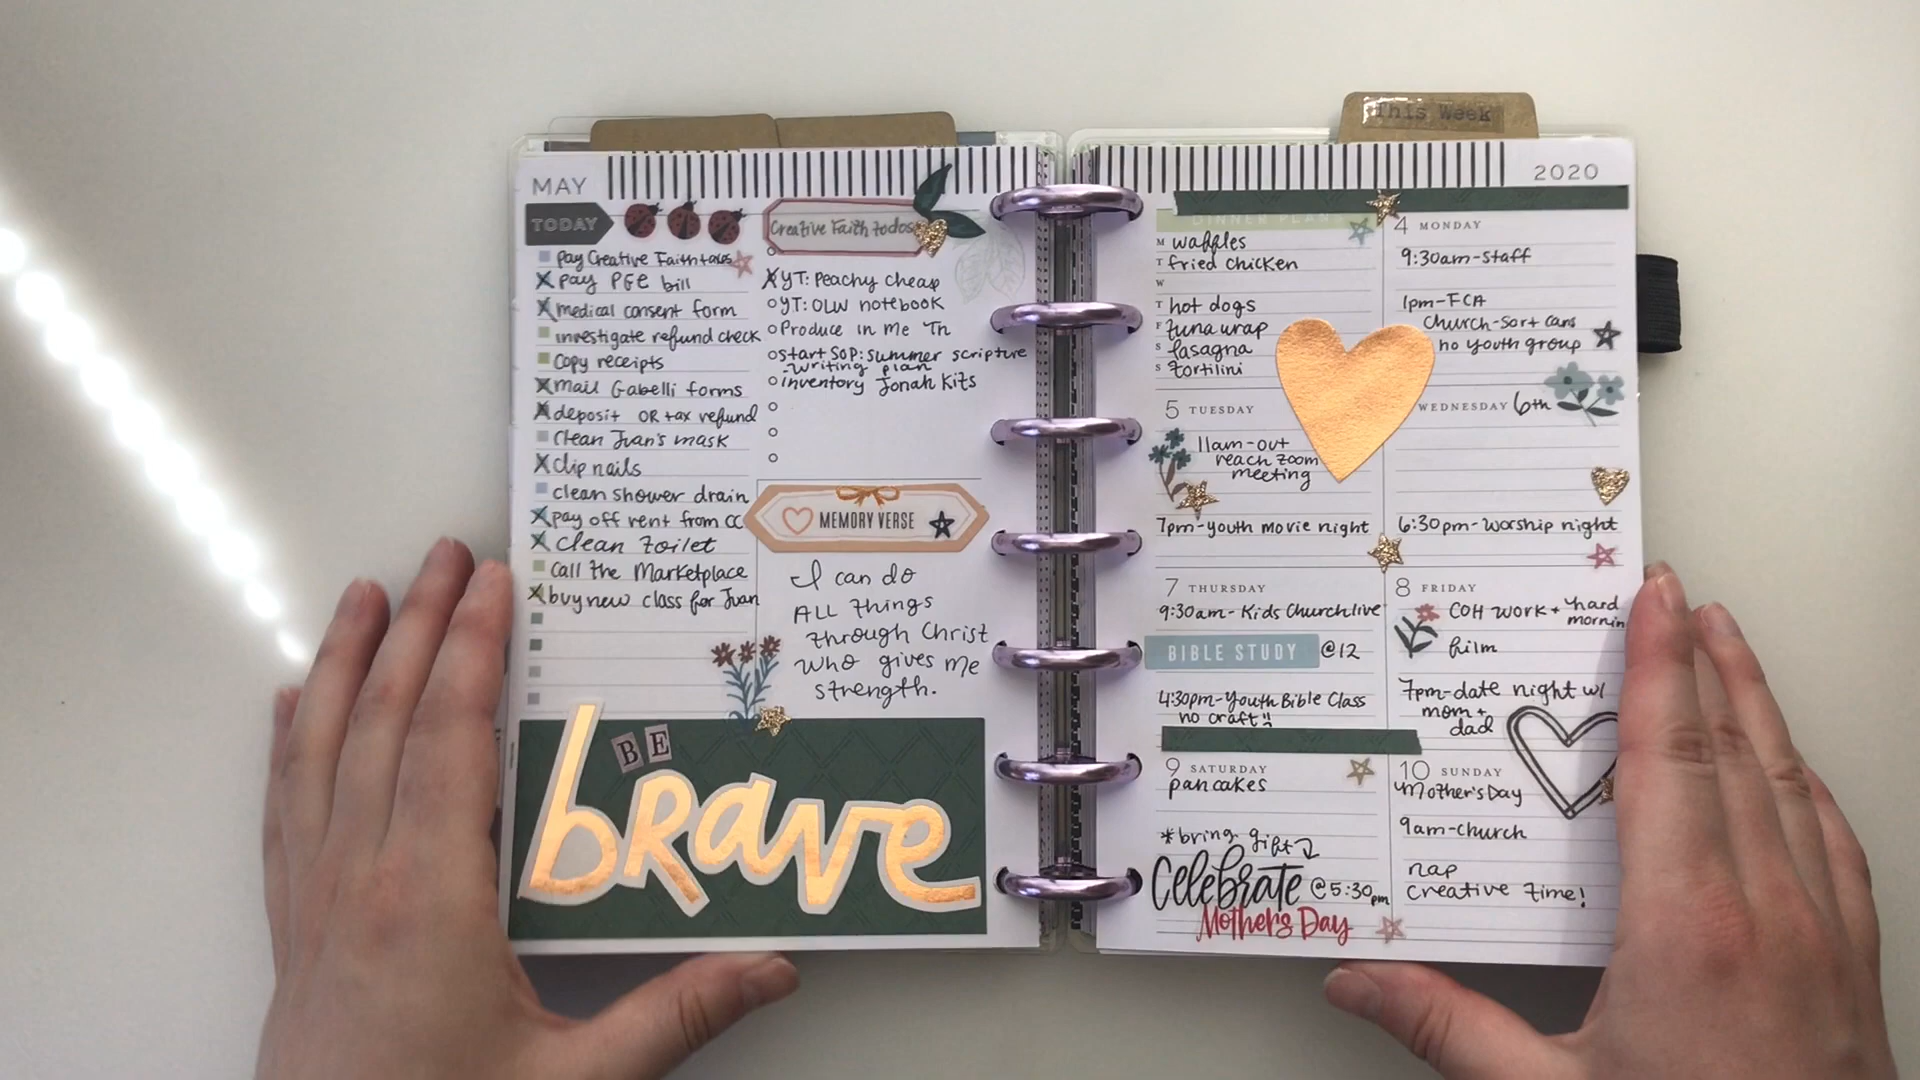 This Week
MAY
TODAY
pay Creative Faith taxes
pay PGE bill
medical consent form
investigate refund check
copy receipts
mail Gabelli forms
deposit OR tax refund
clean Juan's mask
clip nails
clean shower drain
pay off rent from CC
clean toilet
call the Marketplace
buy new class for Juan
Creative Faith todos
YT: Peachy cheap
YT: OLW notebook
Produce in me Tn
start SOP: summer scripture
writing plan
inventory Jonah Kits
MEMORY VERSE
I can do
ALL things
through Christ
who gives me
strength.
BE
brave
2020
DINNER PLANS
M waffles
T fried chicken
W
T hot dogs
F tuna wrap
S lasagna
S tortilini
4 MONDAY
9:30am-staff
1pm-FCA
church-sort cans
no youth group
5 TUESDAY
11am-out
reach zoom
meeting
7pm-youth movie night
WEDNESDAY 6th
6:30pm-worship night
7 THURSDAY
9:30am-Kids Church live
BIBLE STUDY @12
4:30pm-Youth Bible Class
no craft!!
8 FRIDAY
COH work + hard
mornin
film
7pm-date night w/
mom +
dad
9 SATURDAY
pancakes
*bring gift
Celebrate @5:30pm
Mothers Day
10 SUNDAY
Mother's Day
9am-church
nap
creative time!